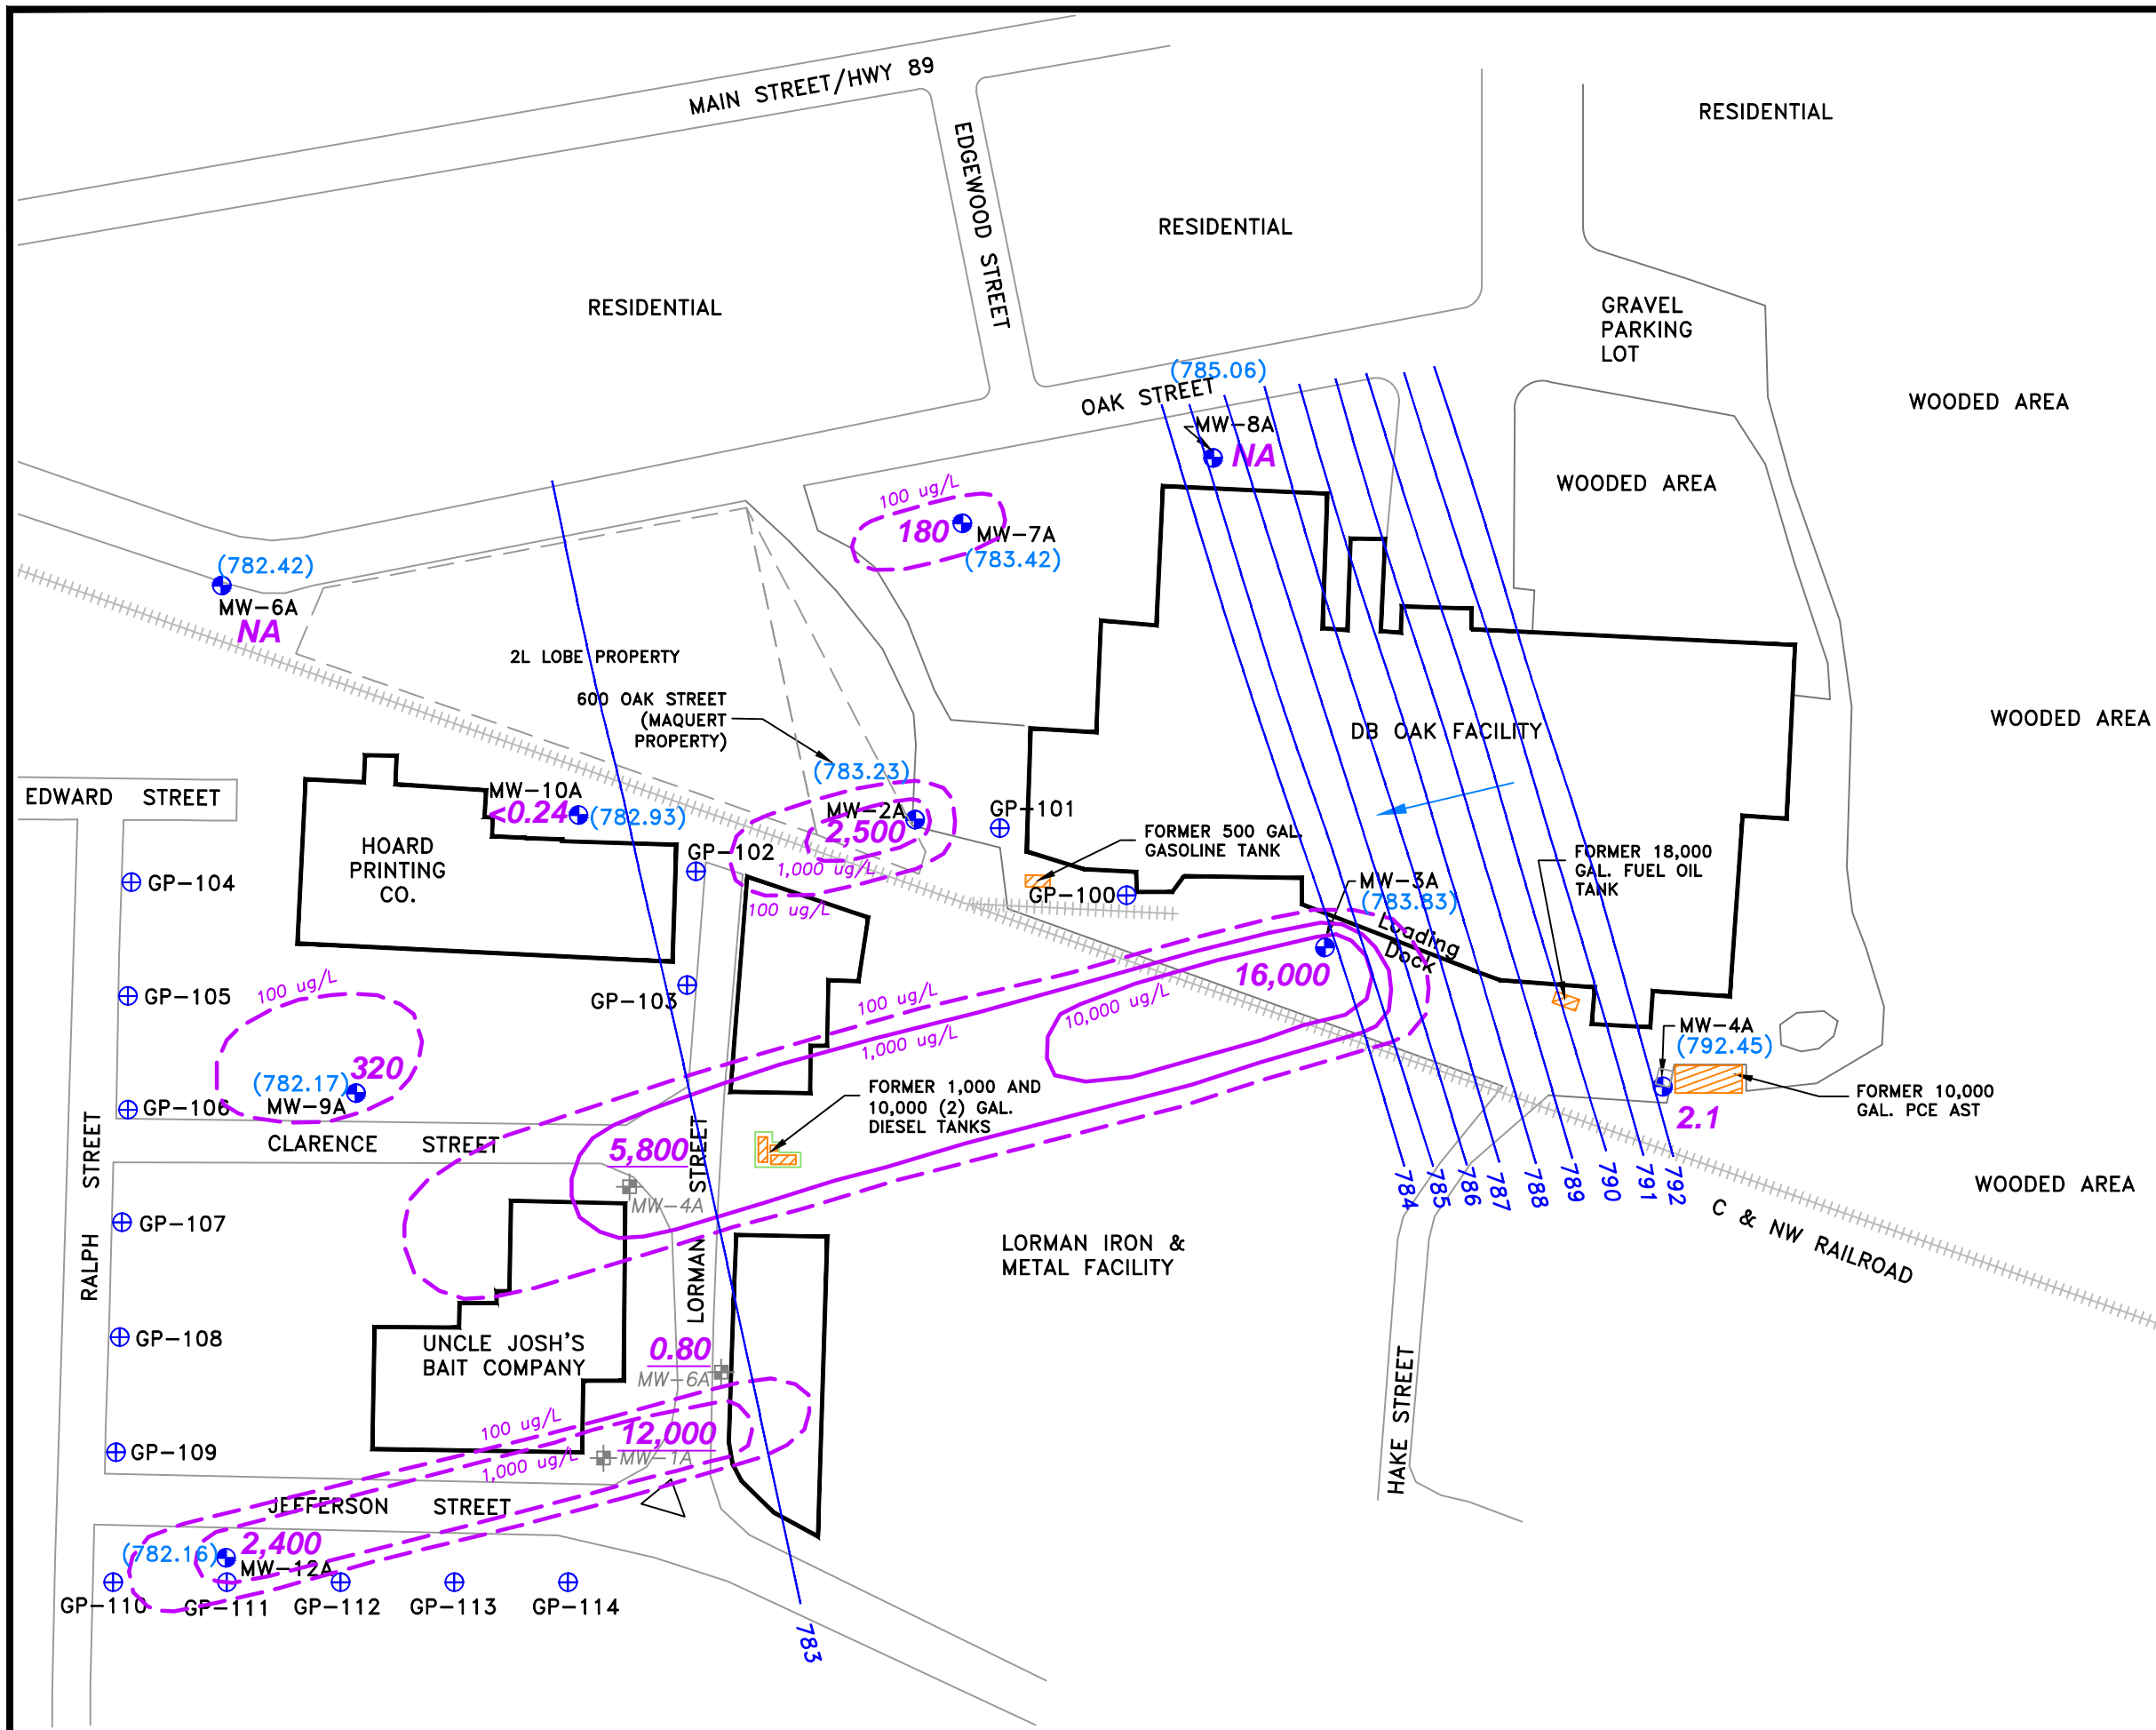 MAIN STREET/HWY 89
EDGEWOOD STREET
RESIDENTIAL
RESIDENTIAL
RESIDENTIAL
GRAVEL
PARKING
LOT
WOODED AREA
WOODED AREA
WOODED AREA
WOODED AREA
(785.06)
OAK STREET
MW-8A
NA
100 ug/L
180
MW-7A
(783.42)
(782.42)
MW-6A
NA
2L LOBE PROPERTY
600 OAK STREET
(MAQUERT
PROPERTY)
DB OAK FACILITY
(783.23)
MW-2A
2,500
1,000 ug/L
100 ug/L
GP-101
FORMER 500 GAL.
GASOLINE TANK
GP-100
FORMER 18,000
GAL. FUEL OIL
TANK
MW-3A
(783.83)
Loading
Dock
16,000
10,000 ug/L
100 ug/L
1,000 ug/L
EDWARD STREET
MW-10A
<0.24
(782.93)
HOARD
PRINTING
CO.
GP-102
GP-103
GP-104
GP-105
GP-106
100 ug/L
320
(782.17)
MW-9A
CLARENCE STREET
RALPH STREET
LORMAN STREET
5,800
MW-4A
FORMER 1,000 AND
10,000 (2) GAL.
DIESEL TANKS
MW-4A
(792.45)
2.1
FORMER 10,000
GAL. PCE AST
784
785
786
787
788
789
790
791
792
C & NW RAILROAD
LORMAN IRON &
METAL FACILITY
HAKE STREET
GP-107
GP-108
GP-109
UNCLE JOSH'S
BAIT COMPANY
0.80
MW-6A
100 ug/L
1,000 ug/L
12,000
MW-1A
JEFFERSON STREET
(782.16)
2,400
MW-12A
GP-110
GP-111
GP-112
GP-113
GP-114
783